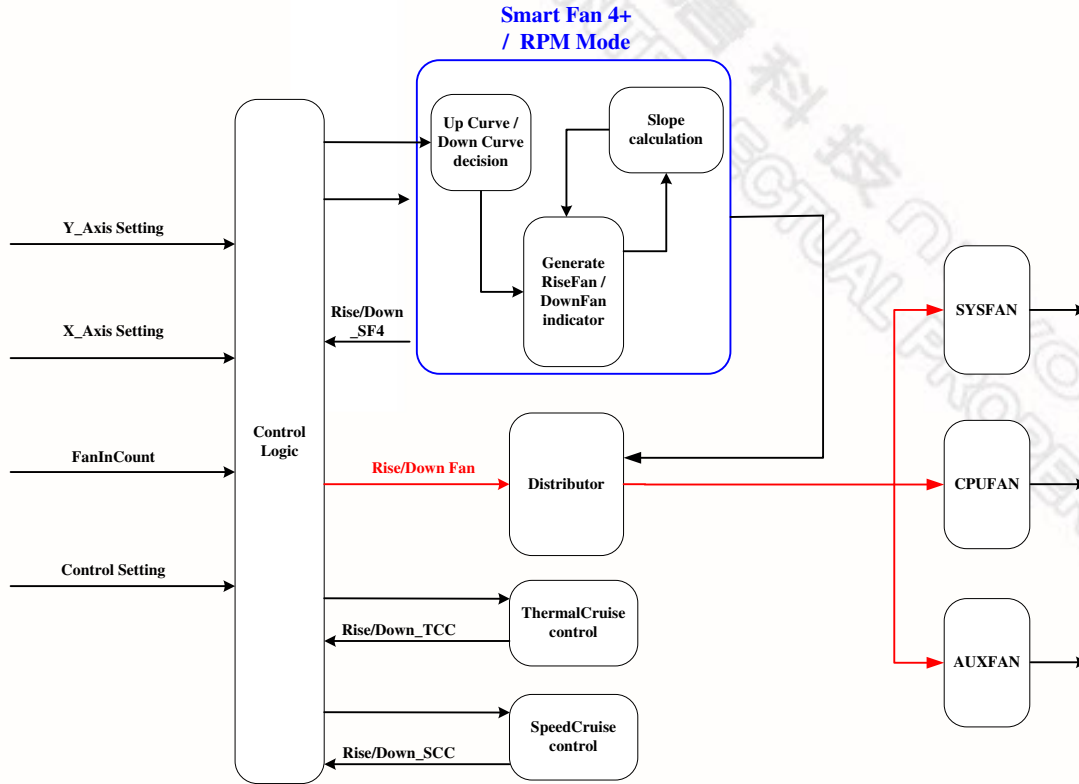 Smart Fan 4+
/ RPM Mode
Up Curve /
Down Curve
decision
Slope
calculation
Generate
RiseFan /
DownFan
indicator
Y_Axis Setting
X_Axis Setting
FanInCount
Control Setting
Control
Logic
Rise/Down
_SF4
Rise/Down Fan
Distributor
ThermalCruise
control
Rise/Down_TCC
SpeedCruise
control
Rise/Down_SCC
SYSFAN
CPUFAN
AUXFAN
科技